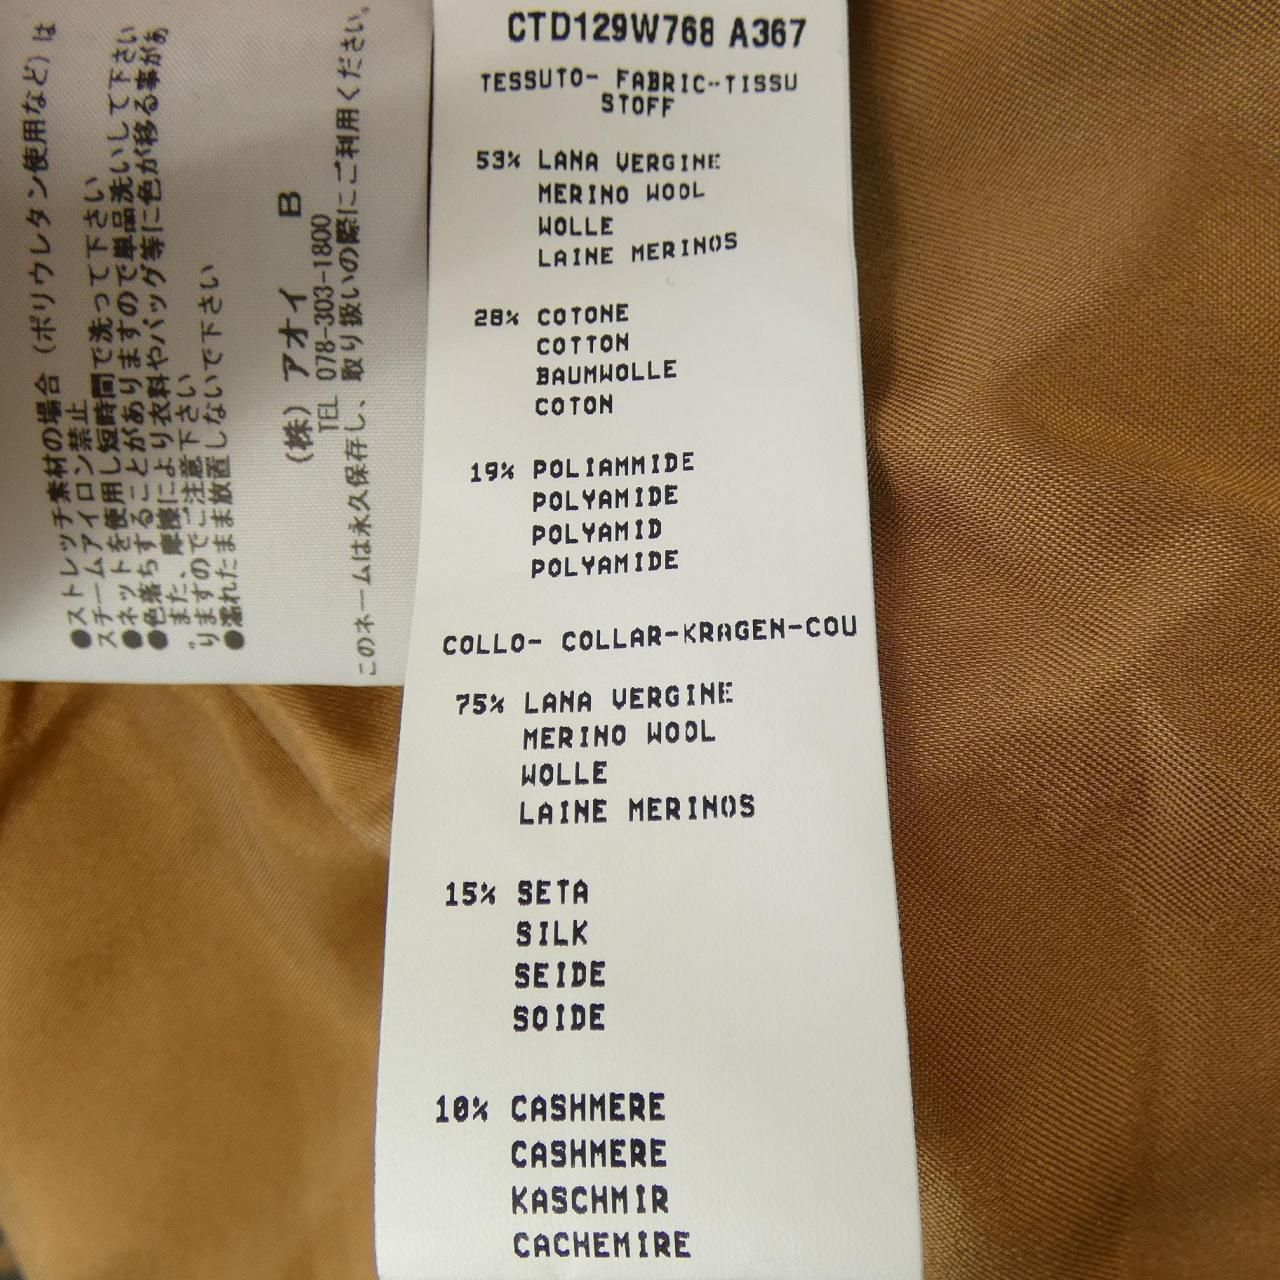 ●ストレッチ素材の場合（ポリウレタン使用など）は
スチームアイロン禁止
●ネットを使用し短時間で洗って下さい
●色落ちすることがありますので単品洗いして下さい
また、摩擦により衣料やバッグ等に色が移る事があ
りますのでご注意下さい
●濡れたまま放置しないで下さい
(株) アオイ B
TEL 078-303-1800
このネームは永久保存し、取り扱いの際にご利用ください。
CTD129W768 A367
TESSUTO- FABRIC--TISSU
STOFF
53% LANA VERGINE
MERINO WOOL
WOLLE
LAINE MERINOS
28% COTONE
COTTON
BAUMWOLLE
COTON
19% POLIAMMIDE
POLYAMIDE
POLYAMID
POLYAMIDE
COLLO- COLLAR-KRAGEN-COU
75% LANA VERGINE
MERINO WOOL
WOLLE
LAINE MERINOS
15% SETA
SILK
SEIDE
SOIDE
10% CASHMERE
CASHMERE
KASCHMIR
CACHEMIRE